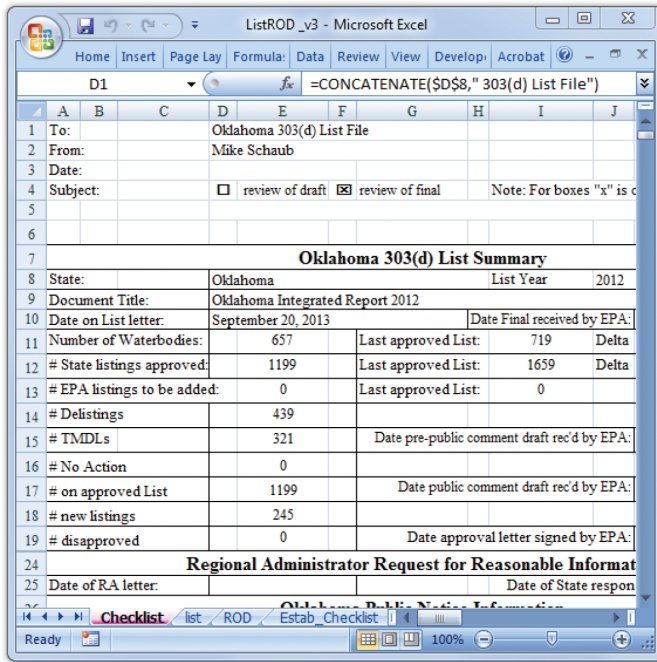 ListROD _v3 - Microsoft Excel
Home Insert Page Lay Formula: Data Review View Develop Acrobat
D1 fx =CONCATENATE($D$8," 303(d) List File")
A B C D E F G H I J
1 To: Oklahoma 303(d) List File
2 From: Mike Schaub
3 Date:
4 Subject: review of draft review of final Note: For boxes "x" is
5
6
7 Oklahoma 303(d) List Summary
8 State: Oklahoma List Year 2012
9 Document Title: Oklahoma Integrated Report 2012
10 Date on List letter: September 20, 2013 Date Final received by EPA:
11 Number of Waterbodies: 657 Last approved List: 719 Delta
12 # State listings approved: 1199 Last approved List: 1659 Delta
13 # EPA listings to be added: 0 Last approved List: 0
14 # Delistings 439
15 # TMDLs 321 Date pre-public comment draft rec'd by EPA:
16 # No Action 0
17 # on approved List 1199 Date public comment draft rec'd by EPA:
18 # new listings 245
19 # disapproved 0 Date approval letter signed by EPA:
24 Regional Administrator Request for Reasonable Informat
25 Date of RA letter: Date of State respon
26 Oklahoma Public Notice Information
Checklist list ROD Estab_Checklist
Ready 100%